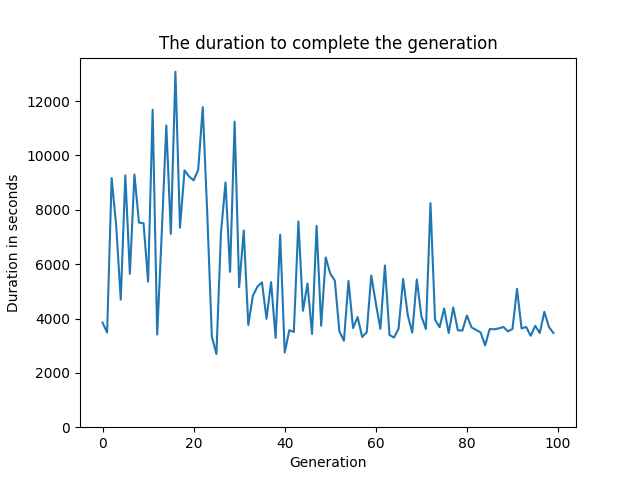 The duration to complete the generation
Duration in seconds
12000
10000
8000
6000
4000
2000
0
0 20 40 60 80 100
Generation